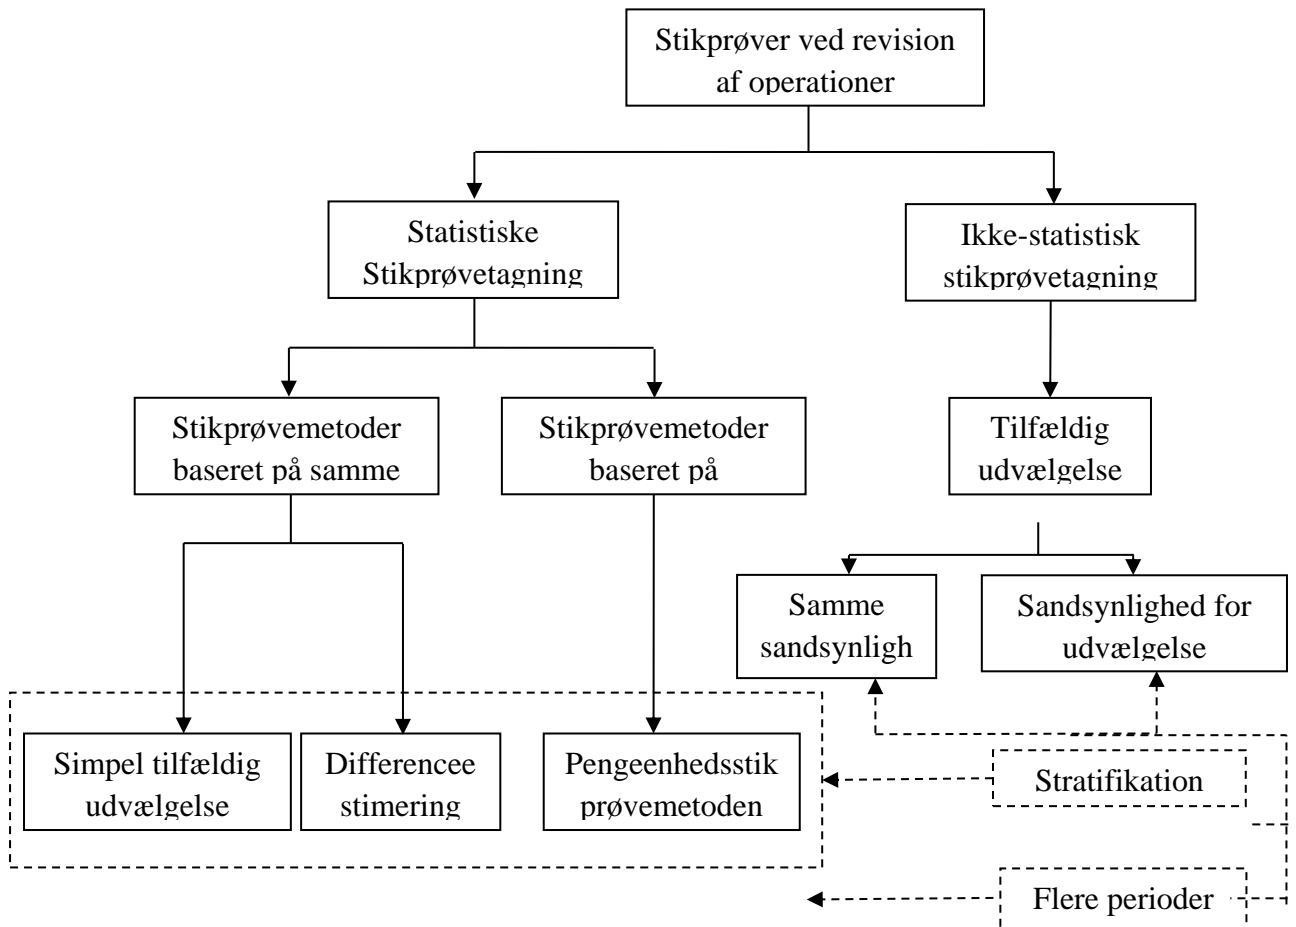 Stikprøver ved revision
af operationer
Statistiske
Stikprøvetagning
Ikke-statistisk
stikprøvetagning
Stikprøvemetoder
baseret på samme
Stikprøvemetoder
baseret på
Tilfældig
udvælgelse
Samme
sandsynligh
Sandsynlighed for
udvælgelse
Simpel tilfældig
udvælgelse
Differencee
stimering
Pengeenhedsstik
prøvemetoden
Stratifikation
Flere perioder